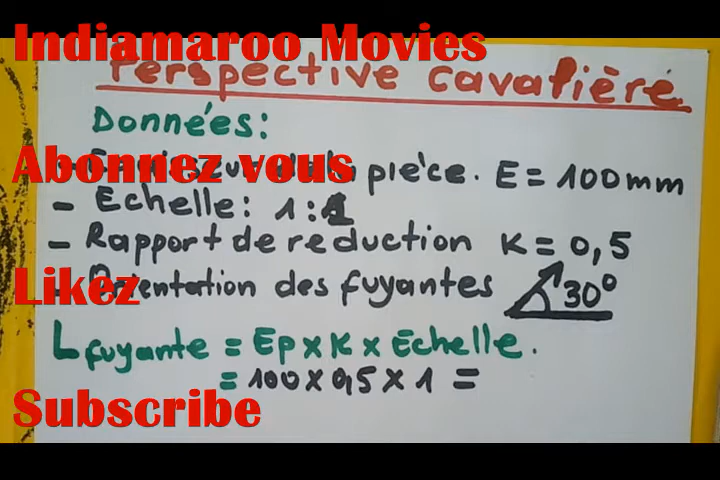 Indiamaroo Movies
Perspective cavalière
Données:
Abonnez vous
- pièce. E = 100mm
- Echelle: 1:1
- Rapport de reduction K = 0,5
Likez
- Orientation des fuyantes 30°
L fuyante = Ep x K x Echelle.
= 100 x 0,5 x 1 =
Subscribe